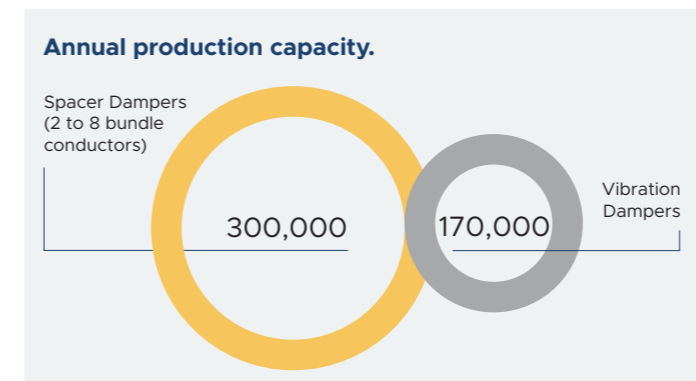 Annual production capacity.
Spacer Dampers
(2 to 8 bundle
conductors)
300,000
170,000
Vibration
Dampers